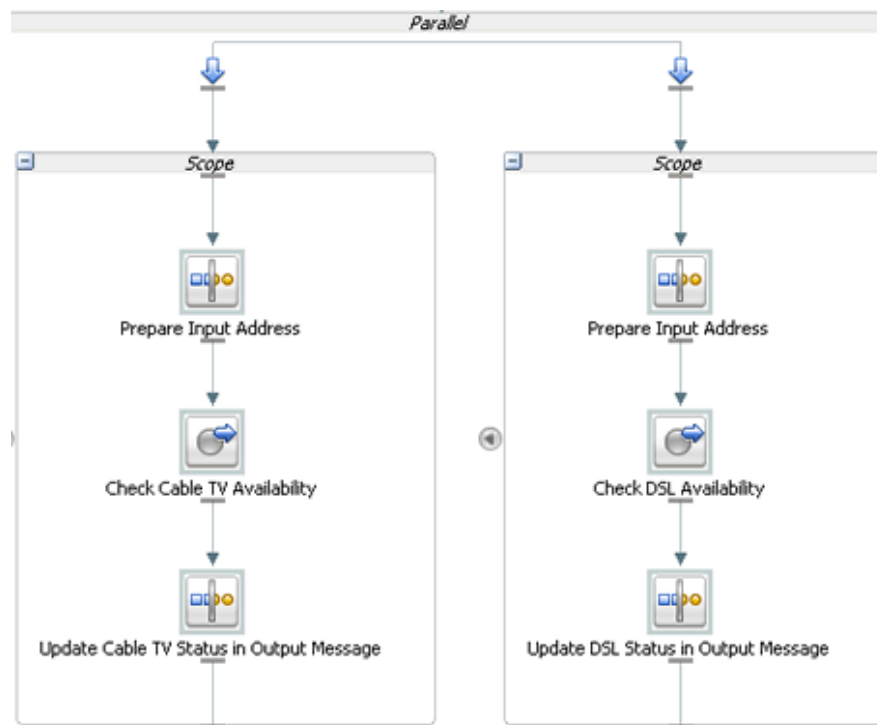 Parallel
Scope
Prepare Input Address
Check Cable TV Availability
Update Cable TV Status in Output Message
Scope
Prepare Input Address
Check DSL Availability
Update DSL Status in Output Message